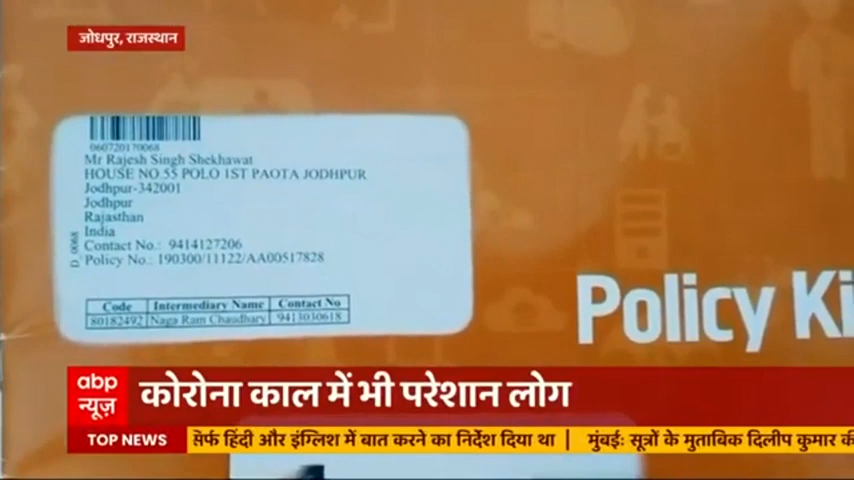 जोधपुर, राजस्थान
060720170068
Mr Rajesh Singh Shekhawat
HOUSE NO 55 POLO 1ST PAOTA JODHPUR
Jodhpur-342001
Jodhpur
Rajasthan
India
Contact No.: 9414127206
Policy No.: 190300/11122/AA00517828
D_0068
Code Intermediary Name Contact No
80182492 Naga Ram Chaudhary 9413030618
Policy Ki
abp न्यूज़
कोरोना काल में भी परेशान लोग
TOP NEWS
सिर्फ हिंदी और इंग्लिश में बात करने का निर्देश दिया था | मुंबईः सूत्रों के मुताबिक दिलीप कुमार की